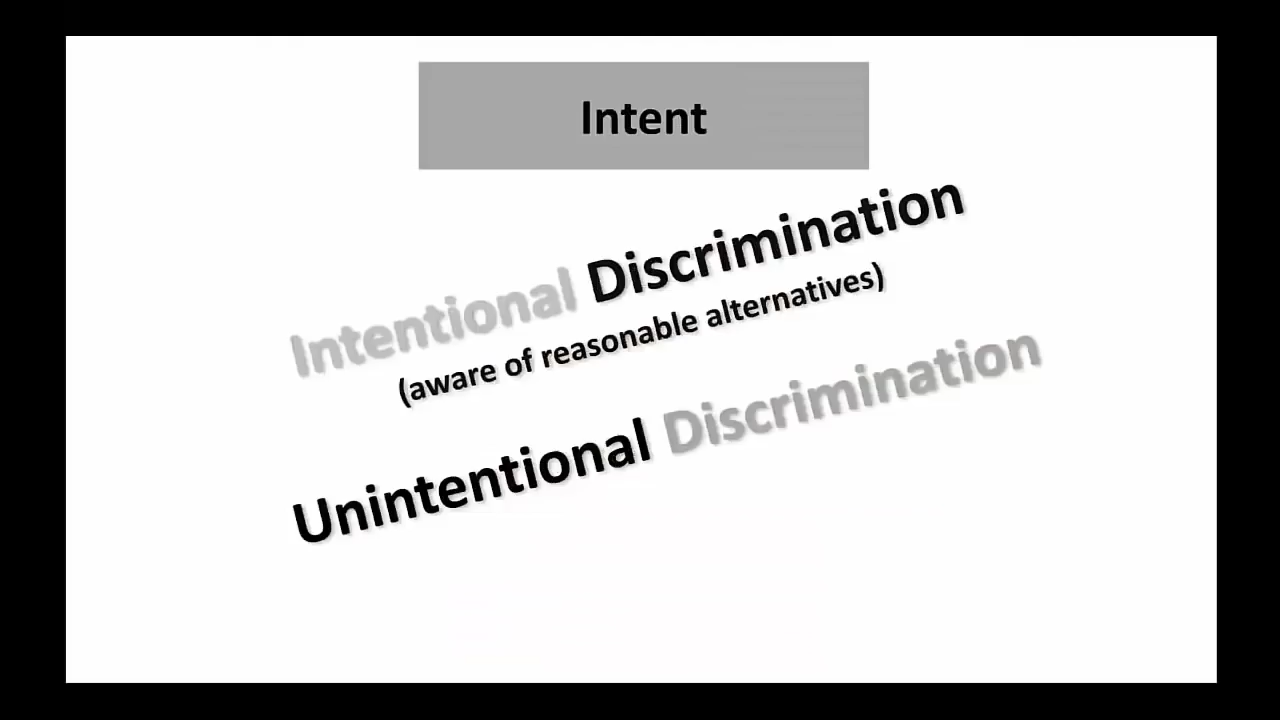 Intent
Intentional Discrimination
(aware of reasonable alternatives)
Unintentional Discrimination